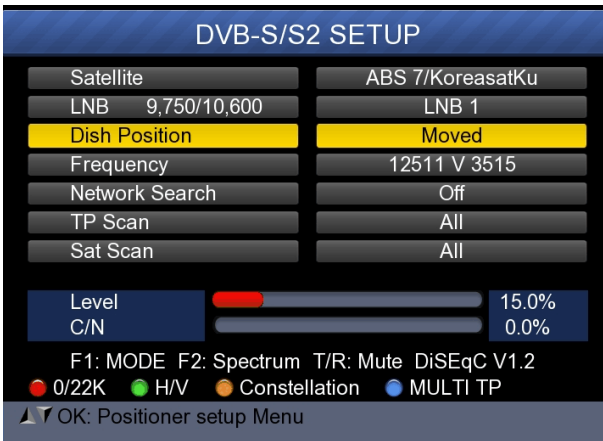 DVB-S/S2 SETUP
Satellite ABS 7/KoreasatKu
LNB 9,750/10,600 LNB 1
Dish Position Moved
Frequency 12511 V 3515
Network Search Off
TP Scan All
Sat Scan All
Level 15.0%
C/N 0.0%
F1: MODE F2: Spectrum T/R: Mute DiSEqC V1.2
0/22K H/V Constellation MULTI TP
OK: Positioner setup Menu